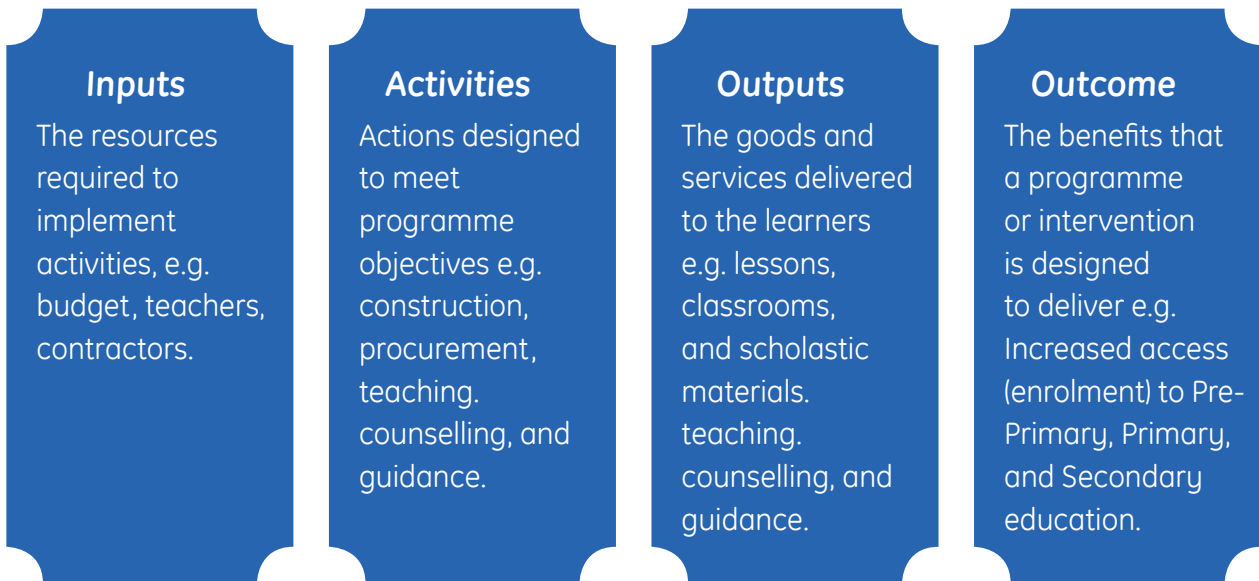 Inputs
The resources
required to
implement
activities, e.g.
budget, teachers,
contractors.
Activities
Actions designed
to meet
programme
objectives e.g.
construction,
procurement,
teaching.
counselling, and
guidance.
Outputs
The goods and
services delivered
to the learners
e.g. lessons,
classrooms,
and scholastic
materials.
teaching.
counselling, and
guidance.
Outcome
The benefits that
a programme
or intervention
is designed
to deliver e.g.
Increased access
(enrolment) to Pre-
Primary, Primary,
and Secondary
education.